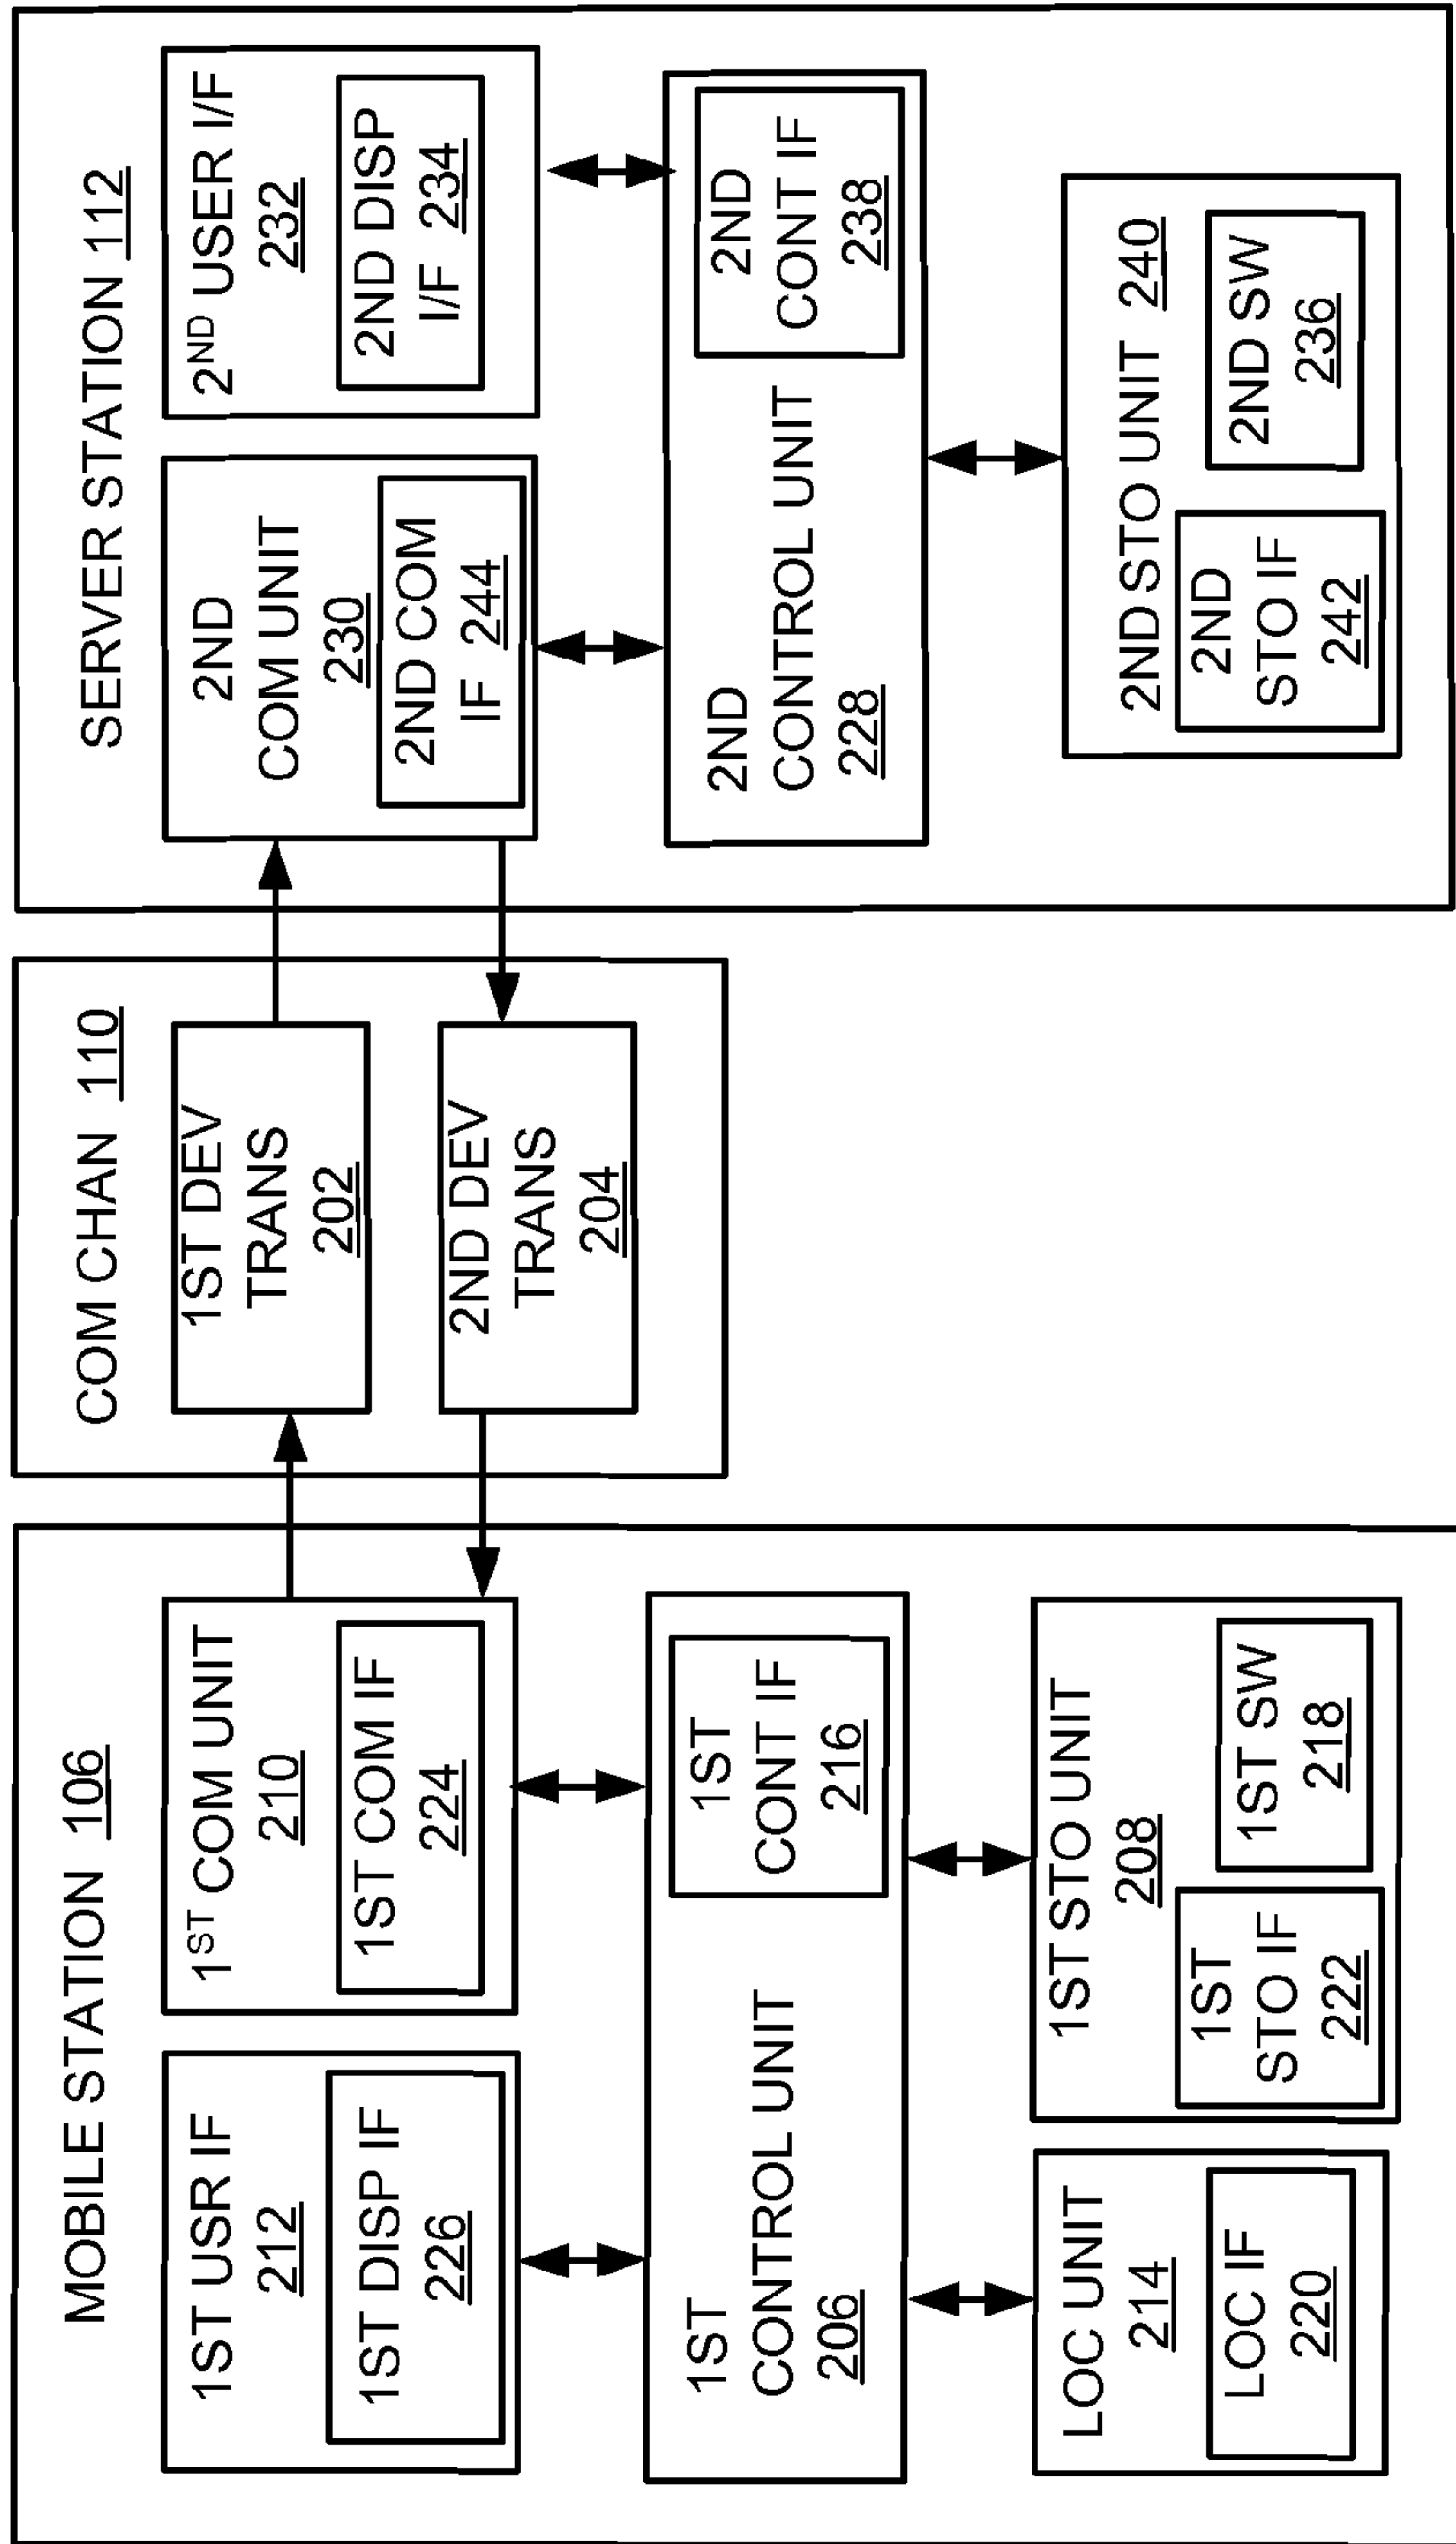 MOBILE STATION 106
1ST USR IF
212
1ST DISP IF
226
1ST COM UNIT
210
1ST COM IF
224
1ST
CONTROL UNIT
206
1ST
CONT IF
216
LOC UNIT
214
LOC IF
220
1ST STO UNIT
208
1ST
STO IF
222
1ST SW
218
COM CHAN 110
1ST DEV
TRANS
202
2ND DEV
TRANS
204
SERVER STATION 112
2ND
COM UNIT
230
2ND COM
IF 244
2ND USER I/F
232
2ND DISP
I/F 234
2ND
CONTROL UNIT
228
2ND
CONT IF
238
2ND STO UNIT 240
2ND
STO IF
242
2ND SW
236